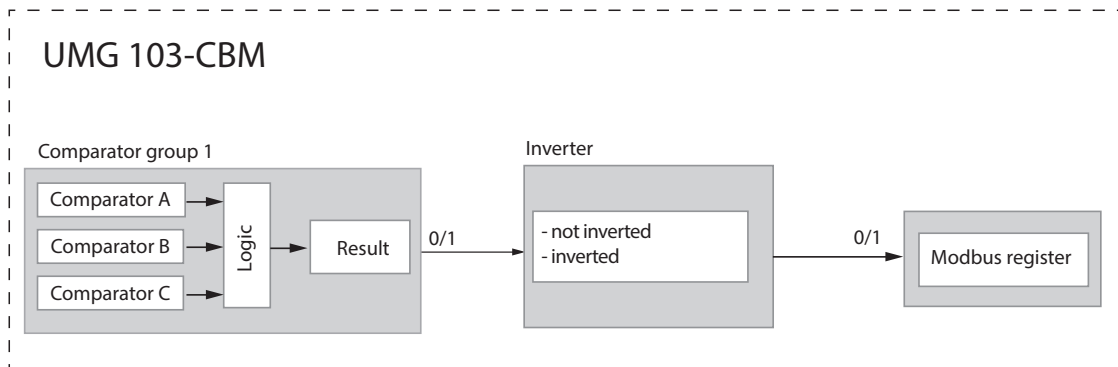 UMG 103-CBM
Comparator group 1
Comparator A
Comparator B
Comparator C
Logic
Result
0/1
Inverter
- not inverted
- inverted
0/1
Modbus register